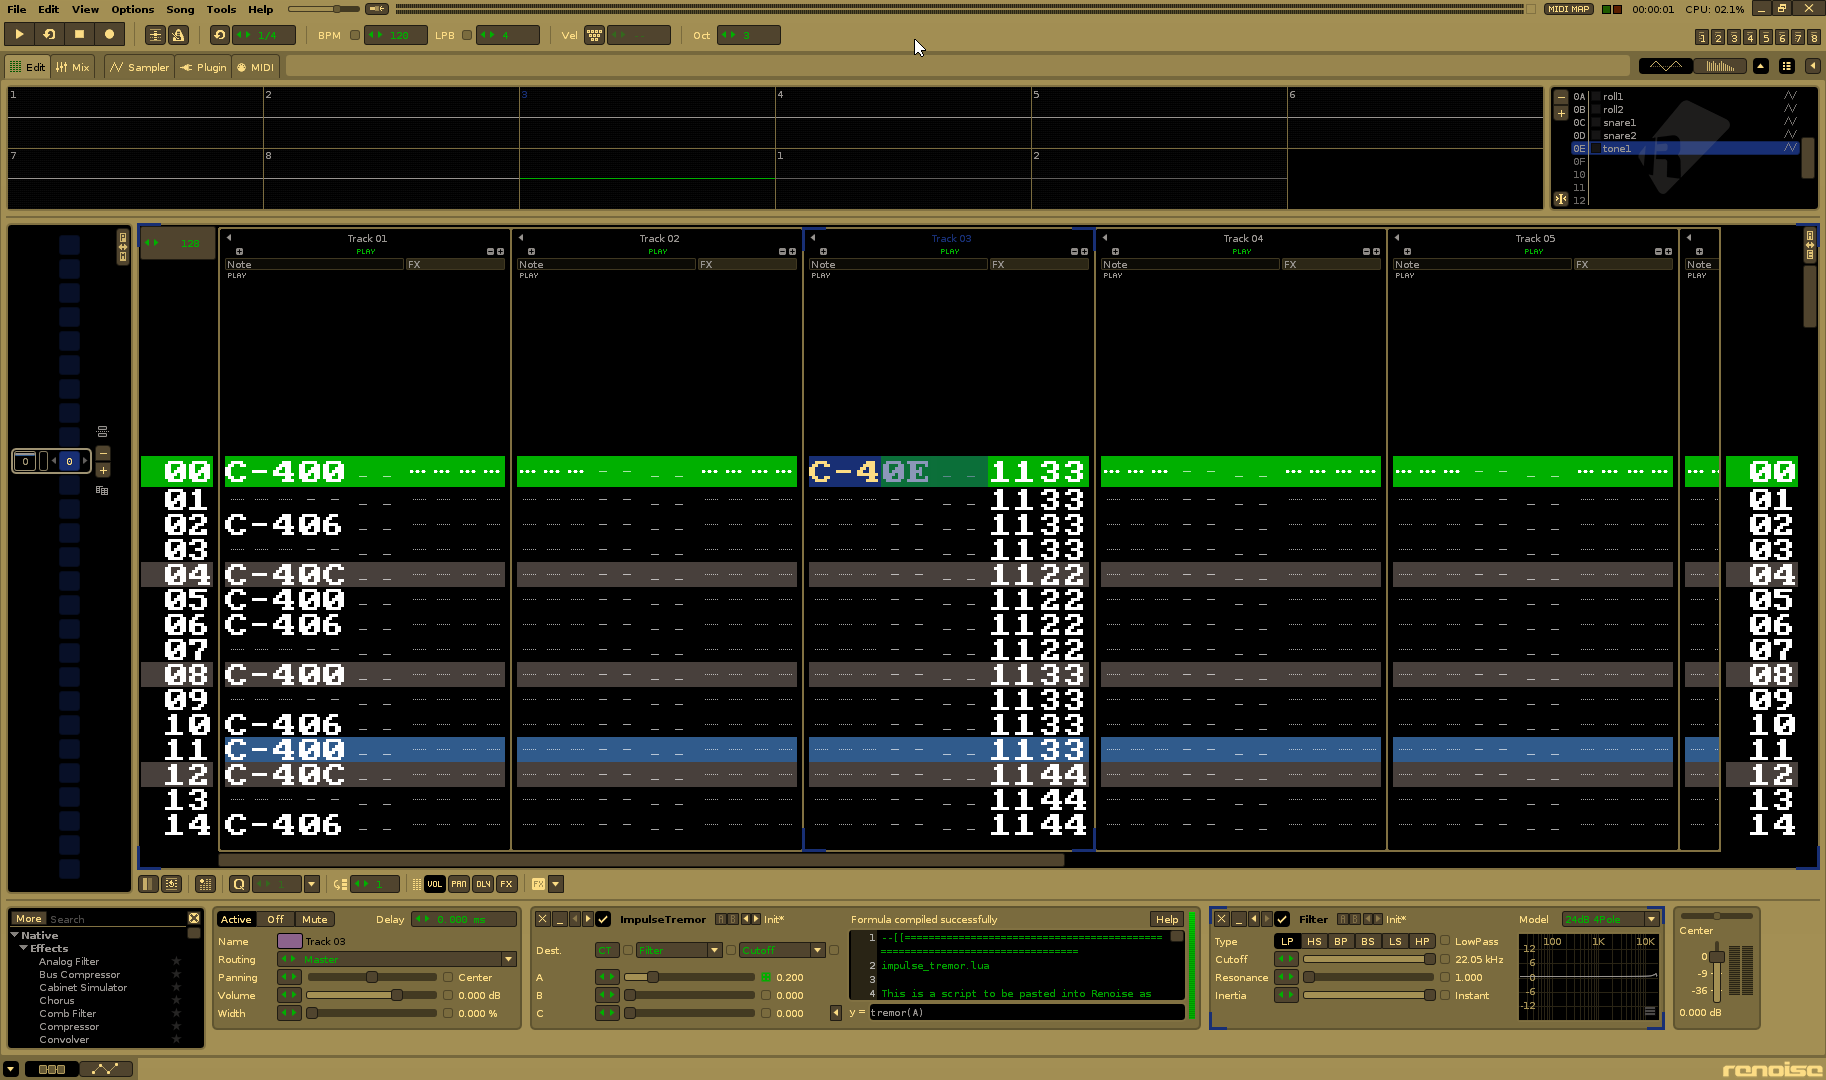 File Edit View Options Song Tools Help MIDI MAP 00:00:01 CPU: 02.1%
1/4 BPM 120 LPB 4 Vel Oct 3 1 2 3 4 5 6 7 8
Edit Mix Sampler Plugin MIDI
1 2 3 4 5 6
7 8 1 2
0A roll1
0B roll2
0C snare1
0D snare2
0E tone1
0F
10
11
12
128 Track 01 Track 02 Track 03 Track 04 Track 05
PLAY PLAY PLAY PLAY PLAY
Note FX Note FX Note FX Note FX Note FX Note
PLAY PLAY PLAY PLAY PLAY PLAY
0 0 00 C-400 C-40E 1133 00
01 1133 01
02 C-406 1133 02
03 1133 03
04 C-40C 1122 04
05 C-400 1122 05
06 C-406 1122 06
07 1122 07
08 C-400 1133 08
09 1133 09
10 C-406 1133 10
11 C-400 1133 11
12 C-40C 1144 12
13 1144 13
14 C-406 1144 14
Q 1 1 VOL PAN DLY FX FX
More Search
Native
Effects
Analog Filter
Bus Compressor
Cabinet Simulator
Chorus
Comb Filter
Compressor
Convolver
Active Off Mute Delay 0.000 ms
Name Track 03
Routing Master
Panning Center
Volume 0.000 dB
Width 0.000 %
ImpulseTremor A B Init* Formula compiled successfully Help
Dest. CT Filter Cutoff
A 0.200
B 0.000
C 0.000
1 --[[==========================================
================================
2 impulse_tremor.lua
3
4 This is a script to be pasted into Renoise as
y = tremor(A)
Filter A B Init* Model 24dB 4Pole
Type LP HS BP BS LS HP LowPass
Cutoff 22.05 kHz
Resonance 1.000
Inertia Instant
100 1K 10K
12
6
0
-6
-12
Center
0
-9
-36
0.000 dB
renoise